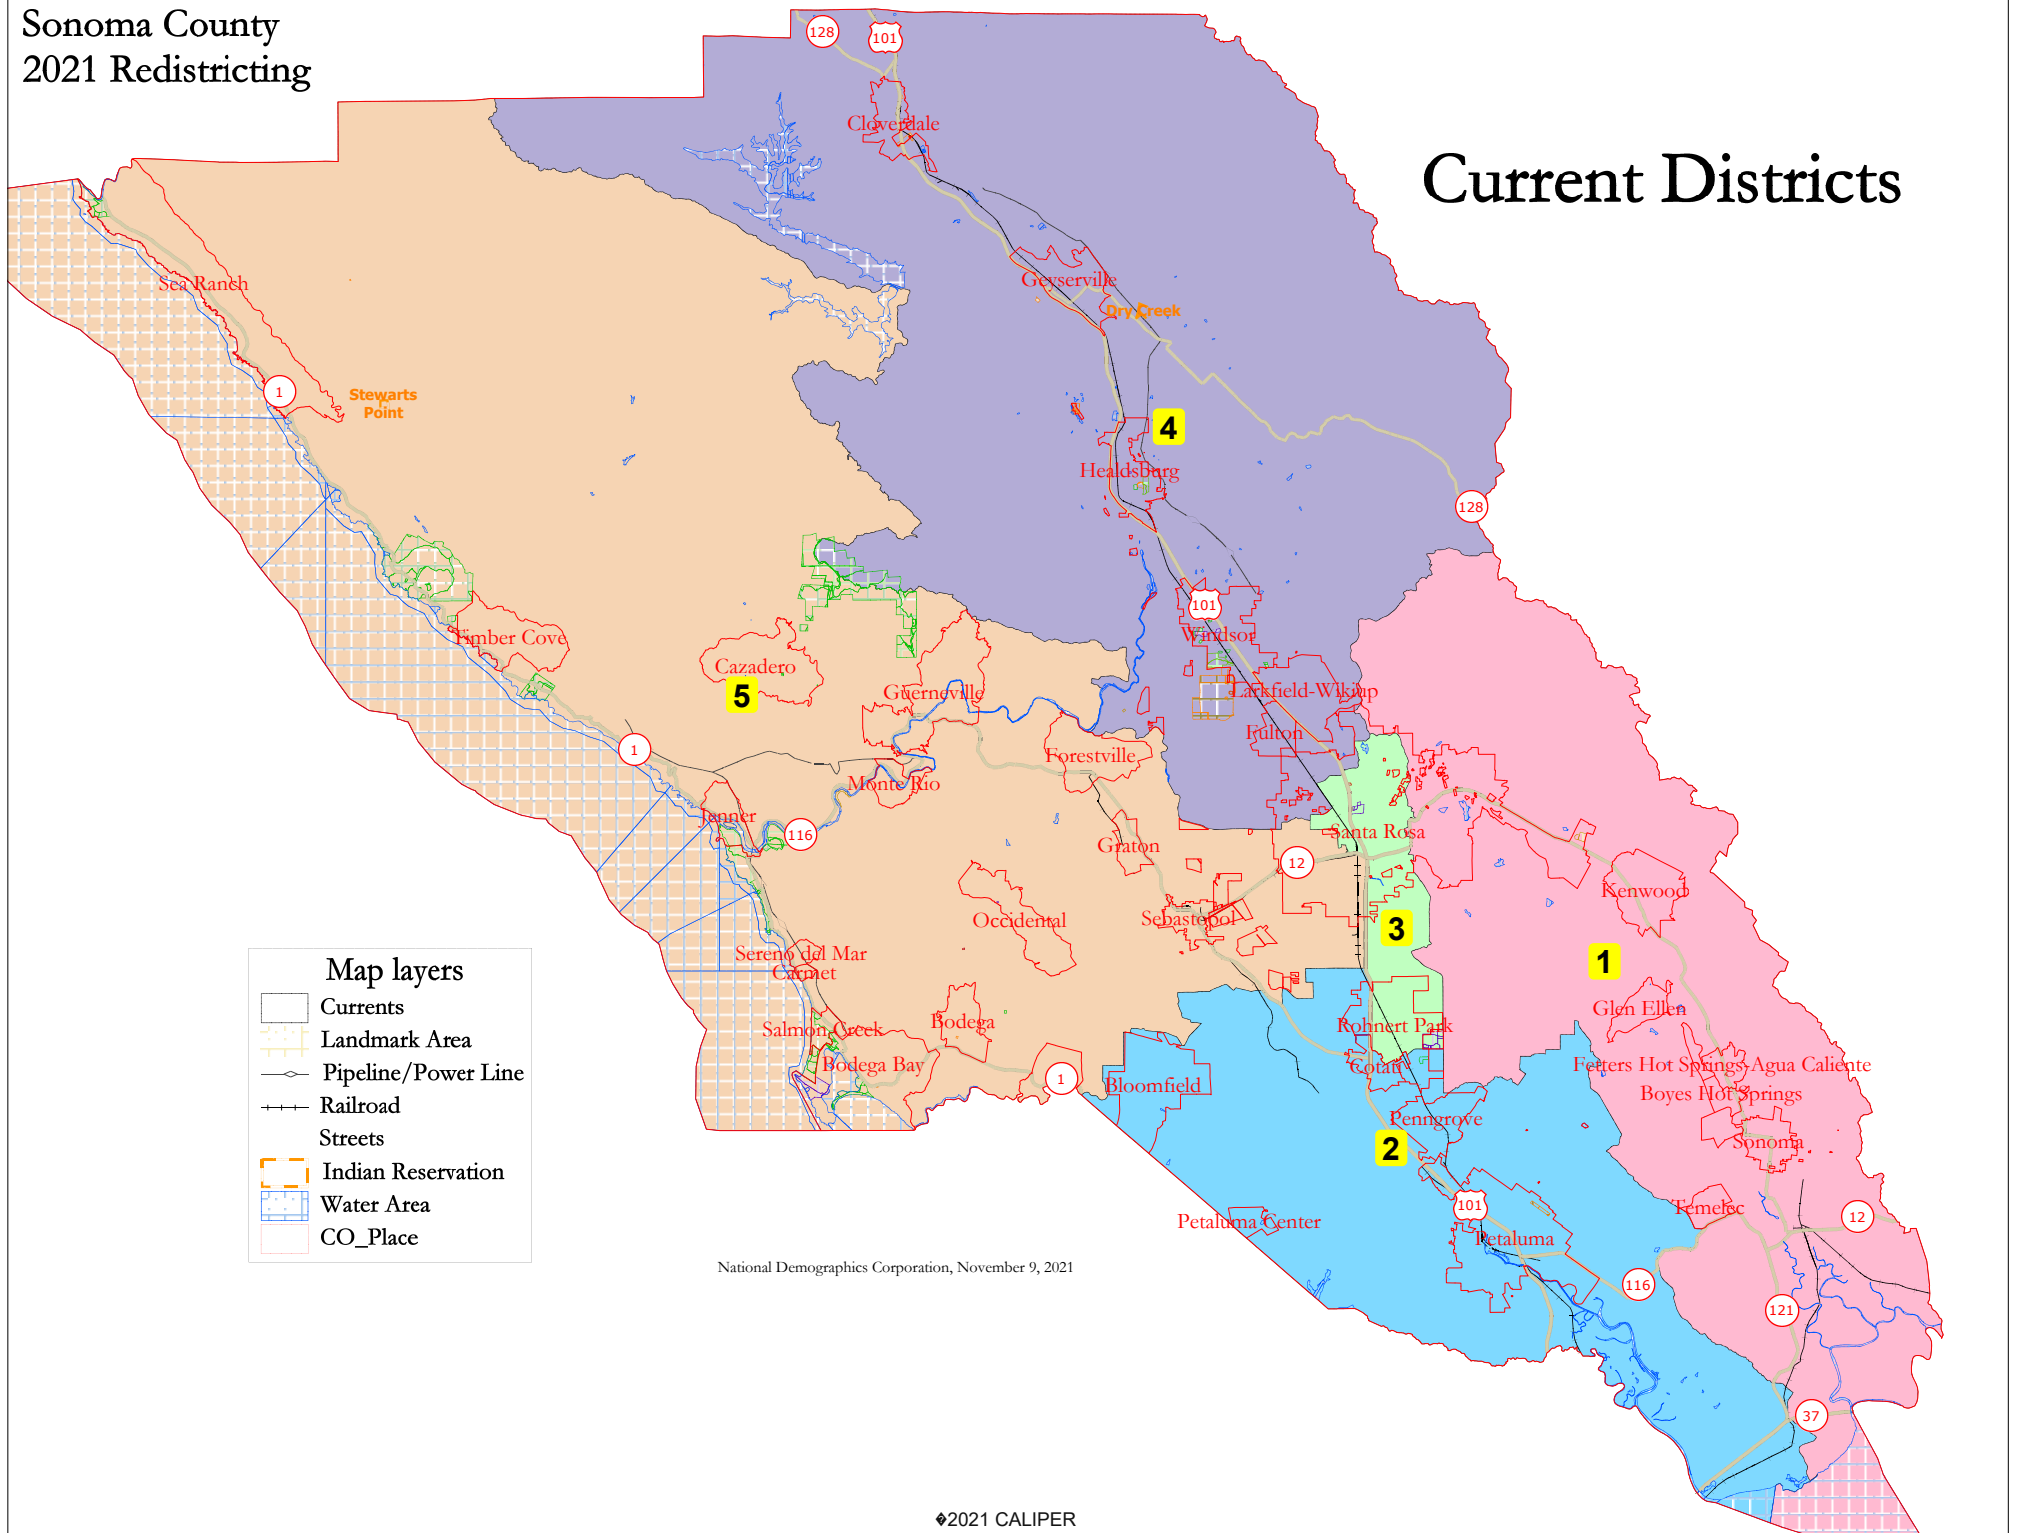 Sonoma County
2021 Redistricting
Current Districts
128
101
Cloverdale
Geyserville
Dry Creek
Sea Ranch
1
Stewarts
Point
4
Healdsburg
128
101
Windsor
Timber Cove
Cazadero
5
Guerneville
Larkfield-Wikiup
Fulton
1
Forestville
Monte Rio
Jenner
116
Santa Rosa
Graton
12
Kenwood
Occidental
Sebastopol
3
1
Sereno del Mar
Carmet
Glen Ellen
Salmon Creek
Bodega
Rohnert Park
Bodega Bay
Cotati
Fetters Hot Springs-Agua Caliente
1
Bloomfield
Boyes Hot Springs
Penngrove
2
Sonoma
Temelec
101
12
Petaluma Center
Petaluma
116
121
37
Map layers
Currents
Landmark Area
Pipeline/Power Line
Railroad
Streets
Indian Reservation
Water Area
CO_Place
National Demographics Corporation, November 9, 2021
�2021 CALIPER